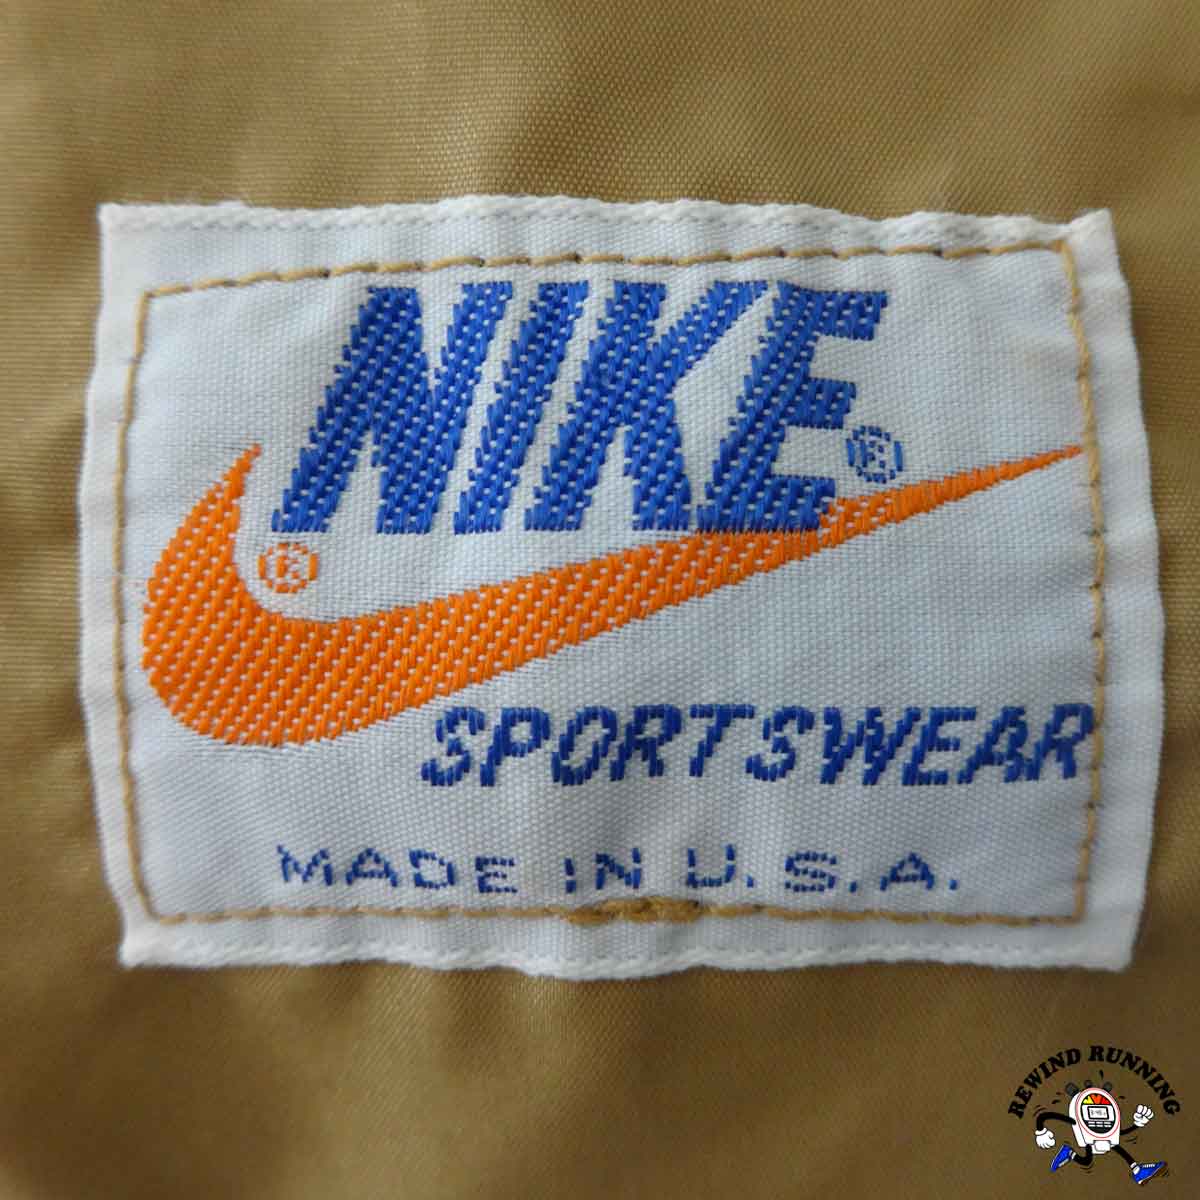 NIKE®
®
SPORTSWEAR
MADE IN U.S.A.
REWIND RUNNING